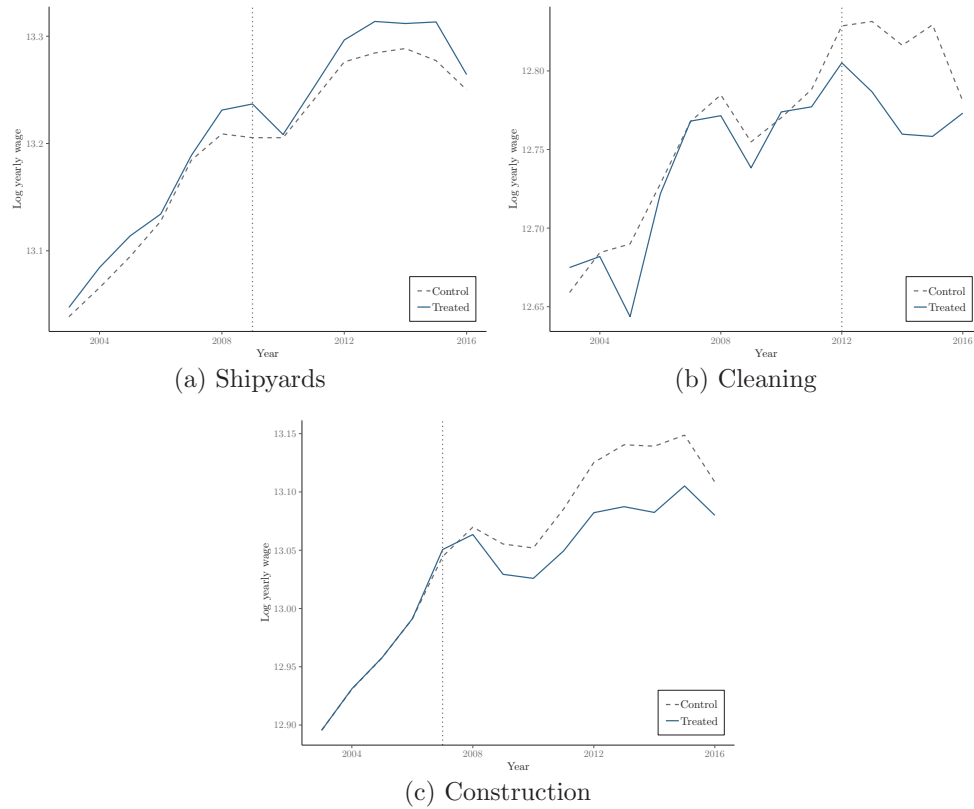 13.3
13.2
13.1
Log yearly wage
2004
2008
2012
2016
Year
Control
Treated
(a) Shipyards
12.80
12.75
12.70
12.65
Log yearly wage
2004
2008
2012
2016
Year
Control
Treated
(b) Cleaning
13.15
13.10
13.05
13.00
12.95
12.90
Log yearly wage
2004
2008
2012
2016
Year
Control
Treated
(c) Construction